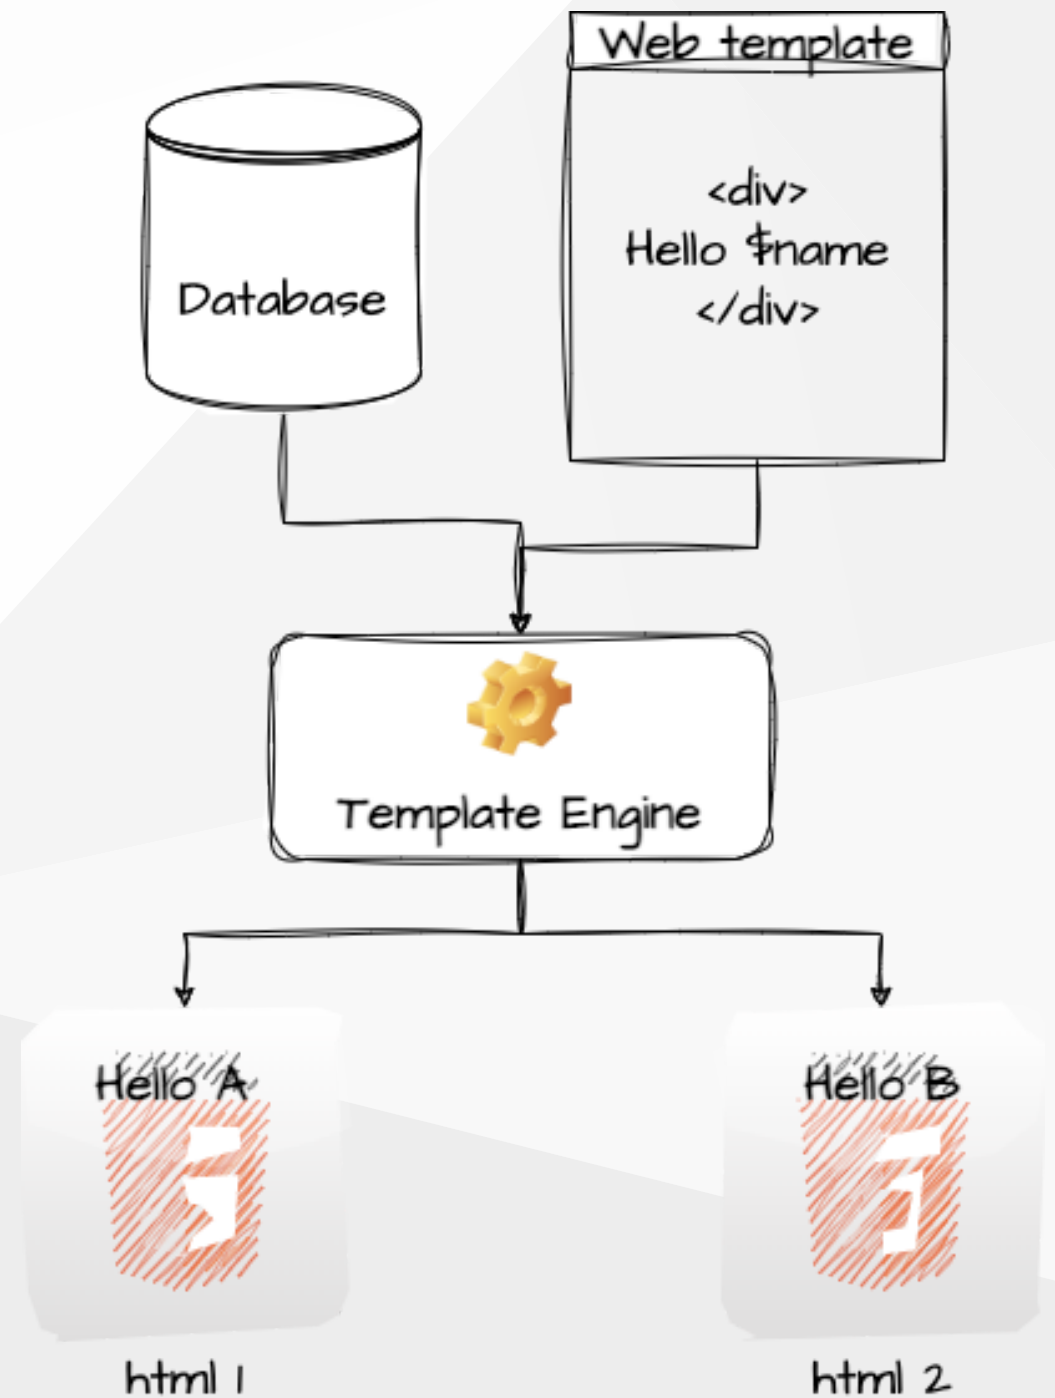 Web template
<div>
Hello $name
</div>
Database
Template Engine
Hello A
Hello B
html 1
html 2